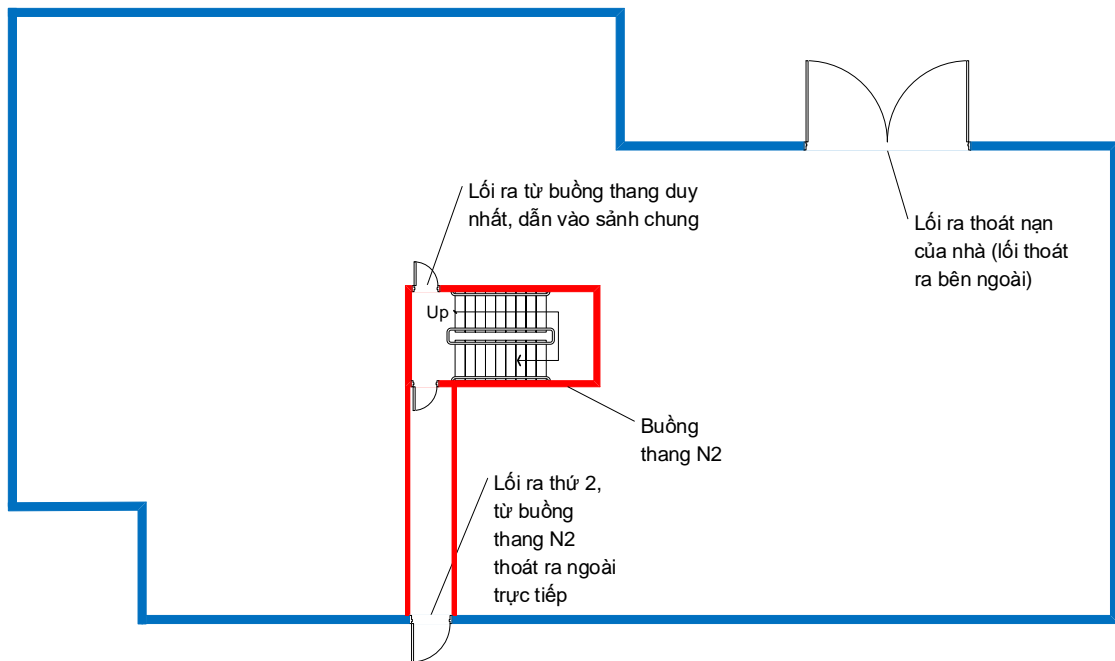 Lối ra từ buồng thang duy
nhất, dẫn vào sảnh chung
Lối ra thoát nạn
của nhà (lối thoát
ra bên ngoài)
Up
Buồng
thang N2
Lối ra thứ 2,
từ buồng
thang N2
thoát ra ngoài
trực tiếp